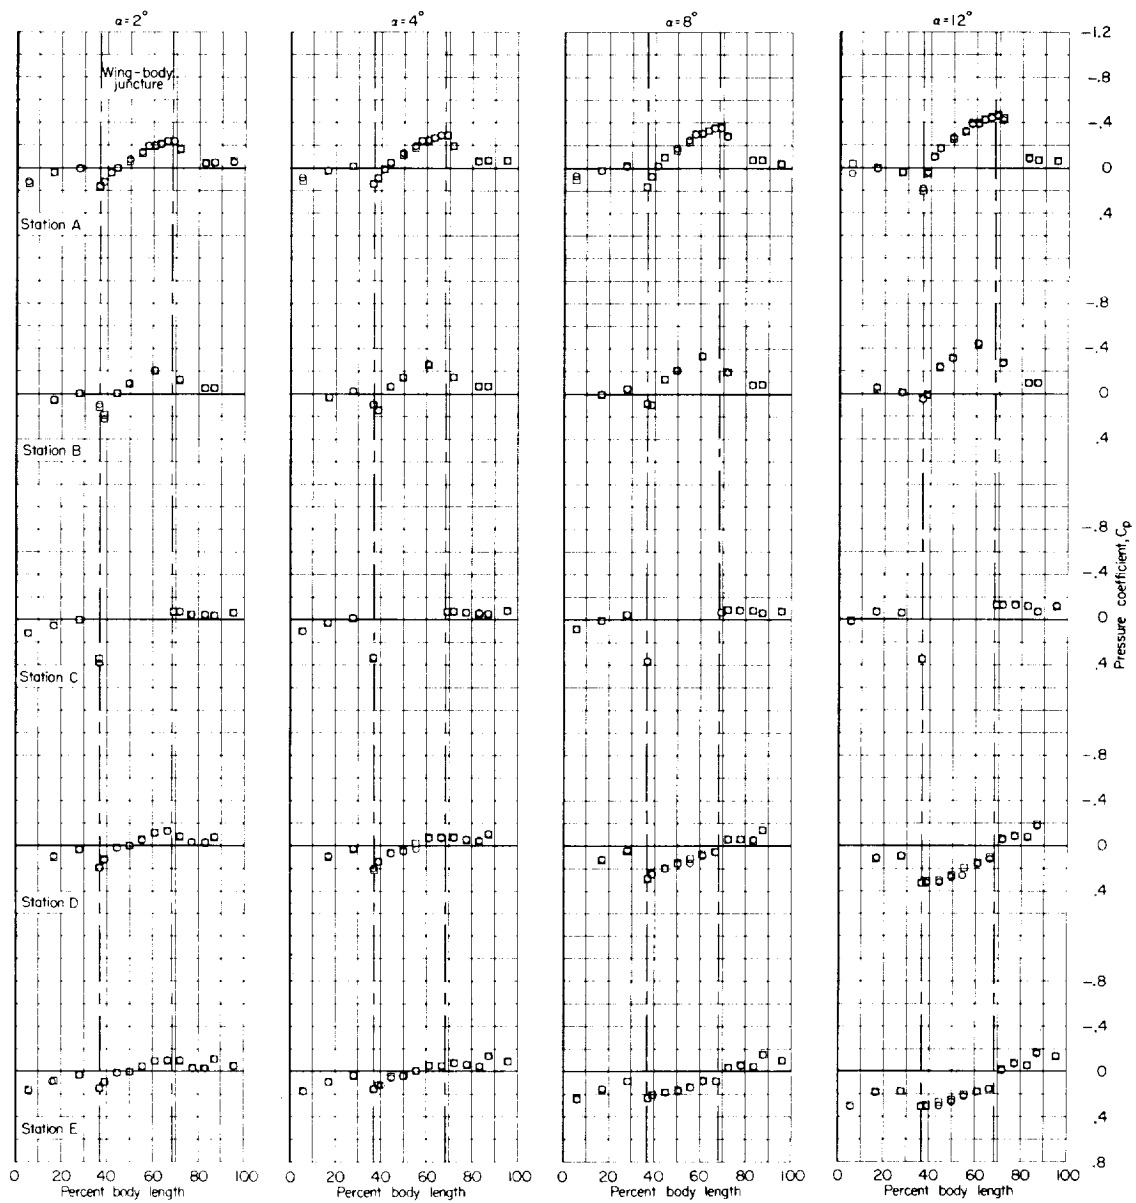 α=2° α=4° α=8° α=12°
-1.2
Wing-body
juncture
-.8
-.4
0
Station A
.4
-.8
-.4
0
Station B
.4
-.8
-.4
0
Station C
.4
Pressure coefficient, Cp
-.8
-.4
0
Station D
.4
-.8
-.4
0
Station E
.4
.8
0 20 40 60 80 100 0 20 40 60 80 100 0 20 40 60 80 100 0 20 40 60 80 100
Percent body length Percent body length Percent body length Percent body length